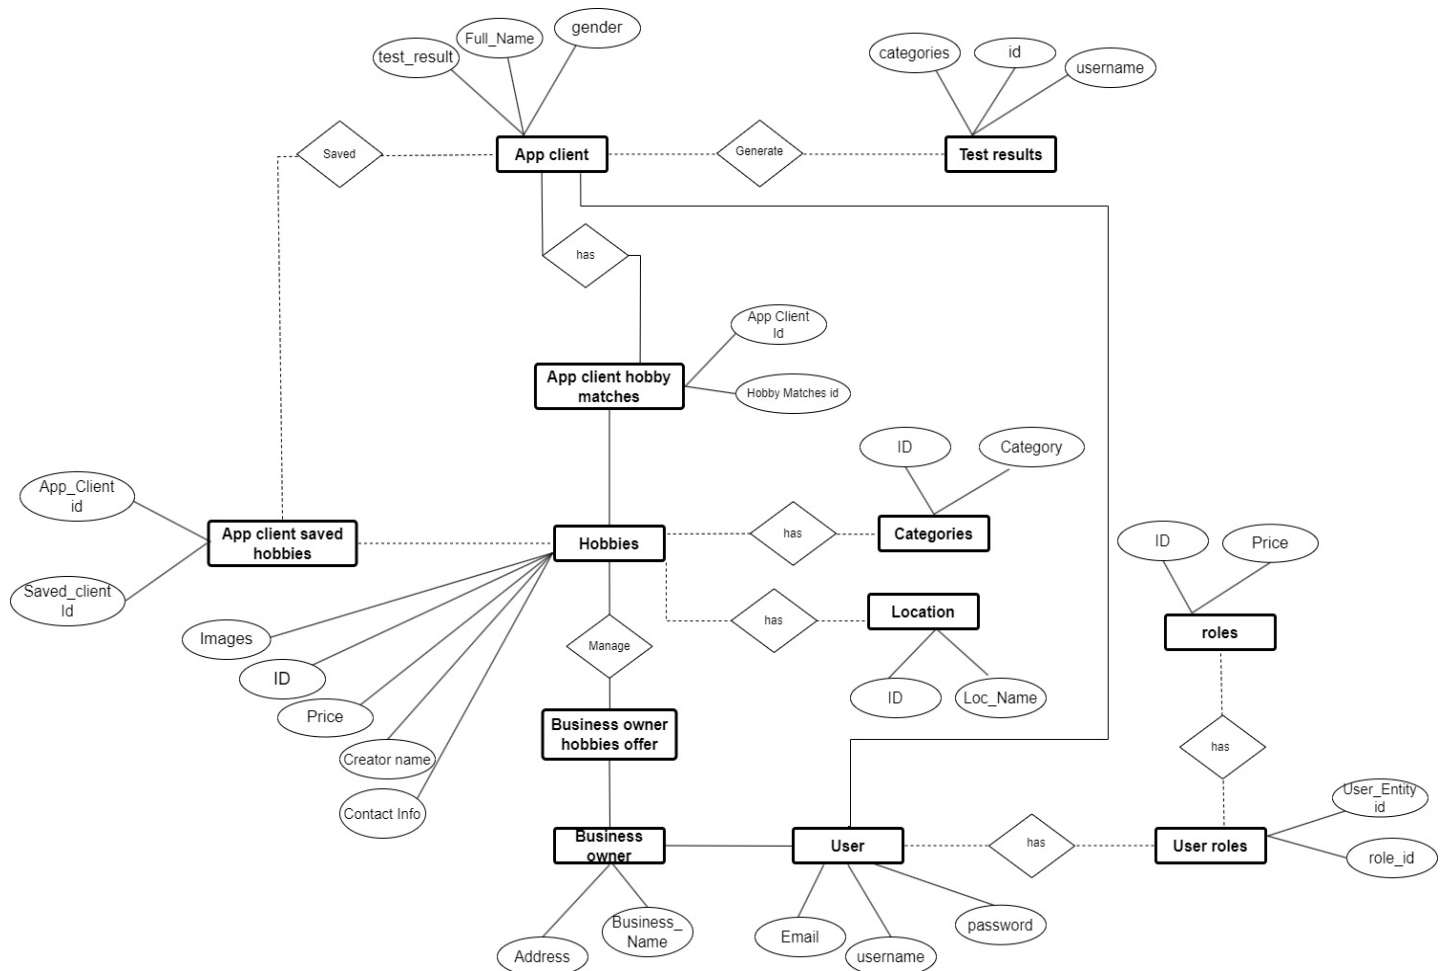 gender
Full_Name
test_result
categories
id
username
Saved
App client
Generate
Test results
has
App Client
Id
App client hobby
matches
Hobby Matches id
ID
Category
App_Client
id
App client saved
hobbies
Hobbies
has
Categories
ID
Price
Saved_client
Id
has
Location
roles
Images
Manage
ID
ID
Loc_Name
Price
Business owner
hobbies offer
has
Creator name
Contact Info
User_Entity
id
Business
owner
User
has
User roles
role_id
Business_
Name
password
Email
Address
username